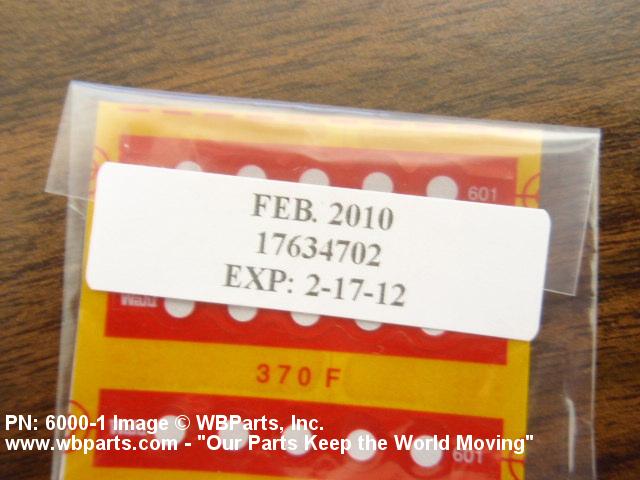 601
FEB. 2010
17634702
EXP: 2-17-12
370 F
601
PN: 6000-1 Image © WBParts, Inc.
www.wbparts.com - "Our Parts Keep the World Moving"